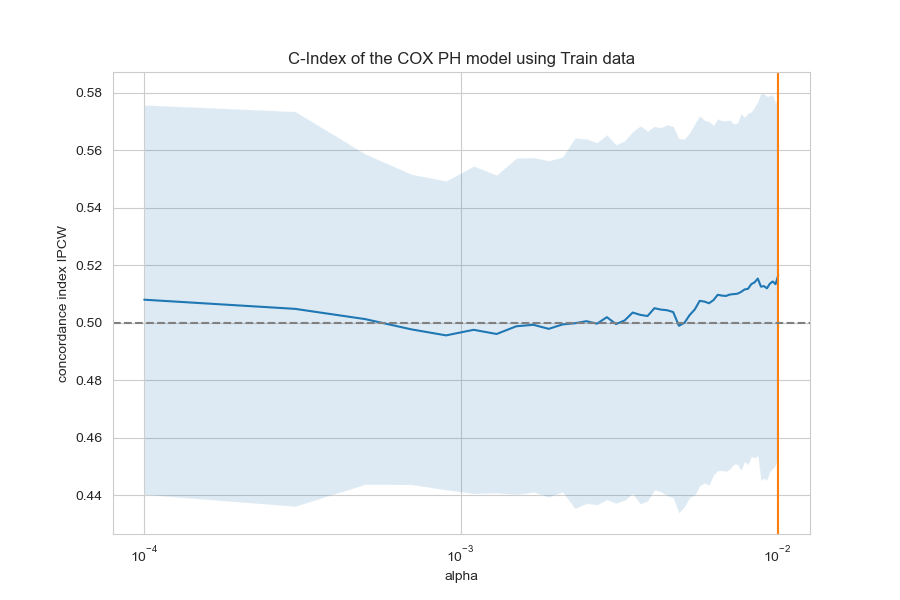 C-Index of the COX PH model using Train data
concordance index IPCW
0.58
0.56
0.54
0.52
0.50
0.48
0.46
0.44
10⁻⁴ 10⁻³ 10⁻²
alpha